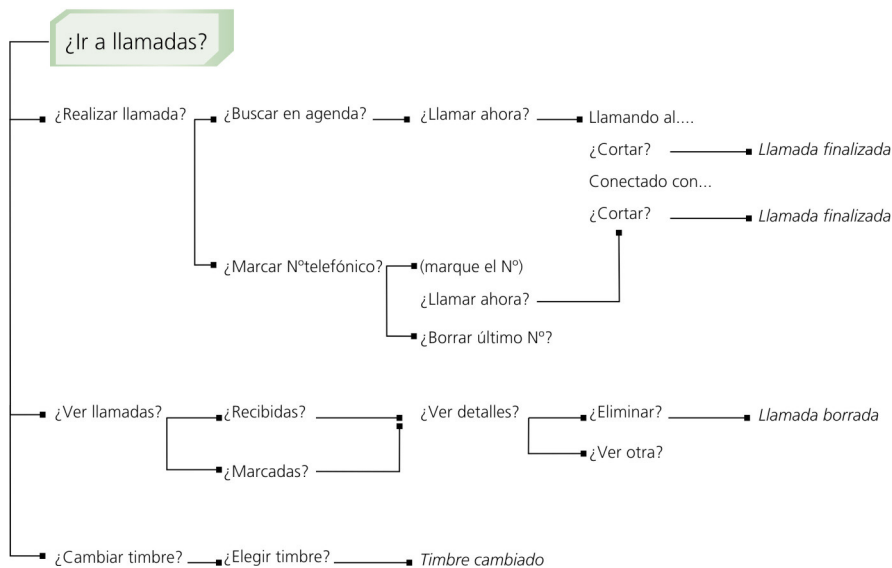 ¿Ir a llamadas?
¿Realizar llamada?
¿Buscar en agenda?
¿Llamar ahora?
Llamando al....
¿Cortar?
Llamada finalizada
Conectado con...
¿Cortar?
Llamada finalizada
¿Marcar Nºtelefónico?
(marque el Nº)
¿Llamar ahora?
¿Borrar último Nº?
¿Ver llamadas?
¿Recibidas?
¿Ver detalles?
¿Eliminar?
Llamada borrada
¿Marcadas?
¿Ver otra?
¿Cambiar timbre?
¿Elegir timbre?
Timbre cambiado